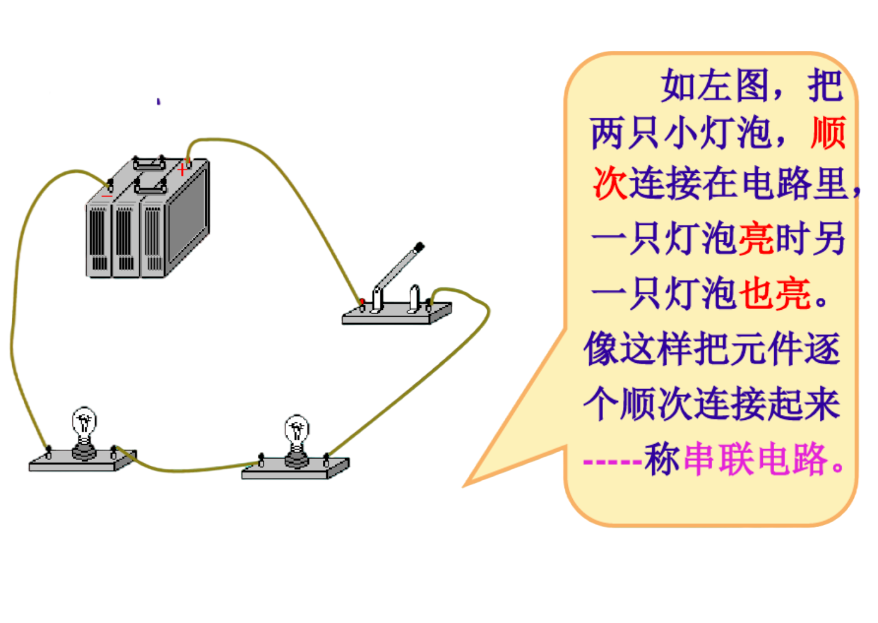 如左图，把
两只小灯泡，顺
次连接在电路里，
一只灯泡亮时另
一只灯泡也亮。
像这样把元件逐
个顺次连接起来
-----称串联电路。